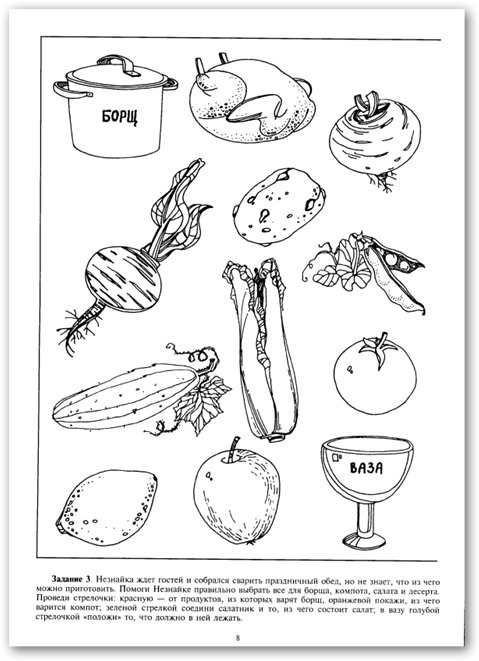 БОРЩ
ВАЗА
Задание 3. Незнайка ждет гостей и собрался сварить праздничный обед, но не знает, что из чего
можно приготовить. Помоги Незнайке правильно выбрать все для борща, компота, салата и десерта.
Проведи стрелочки: красную — от продуктов, из которых варят борщ, оранжевой покажи, из чего
варится компот; зеленой стрелкой соедини салатник и то, из чего состоит салат; в вазу голубой
стрелочкой «положи» то, что должно в ней лежать.
8